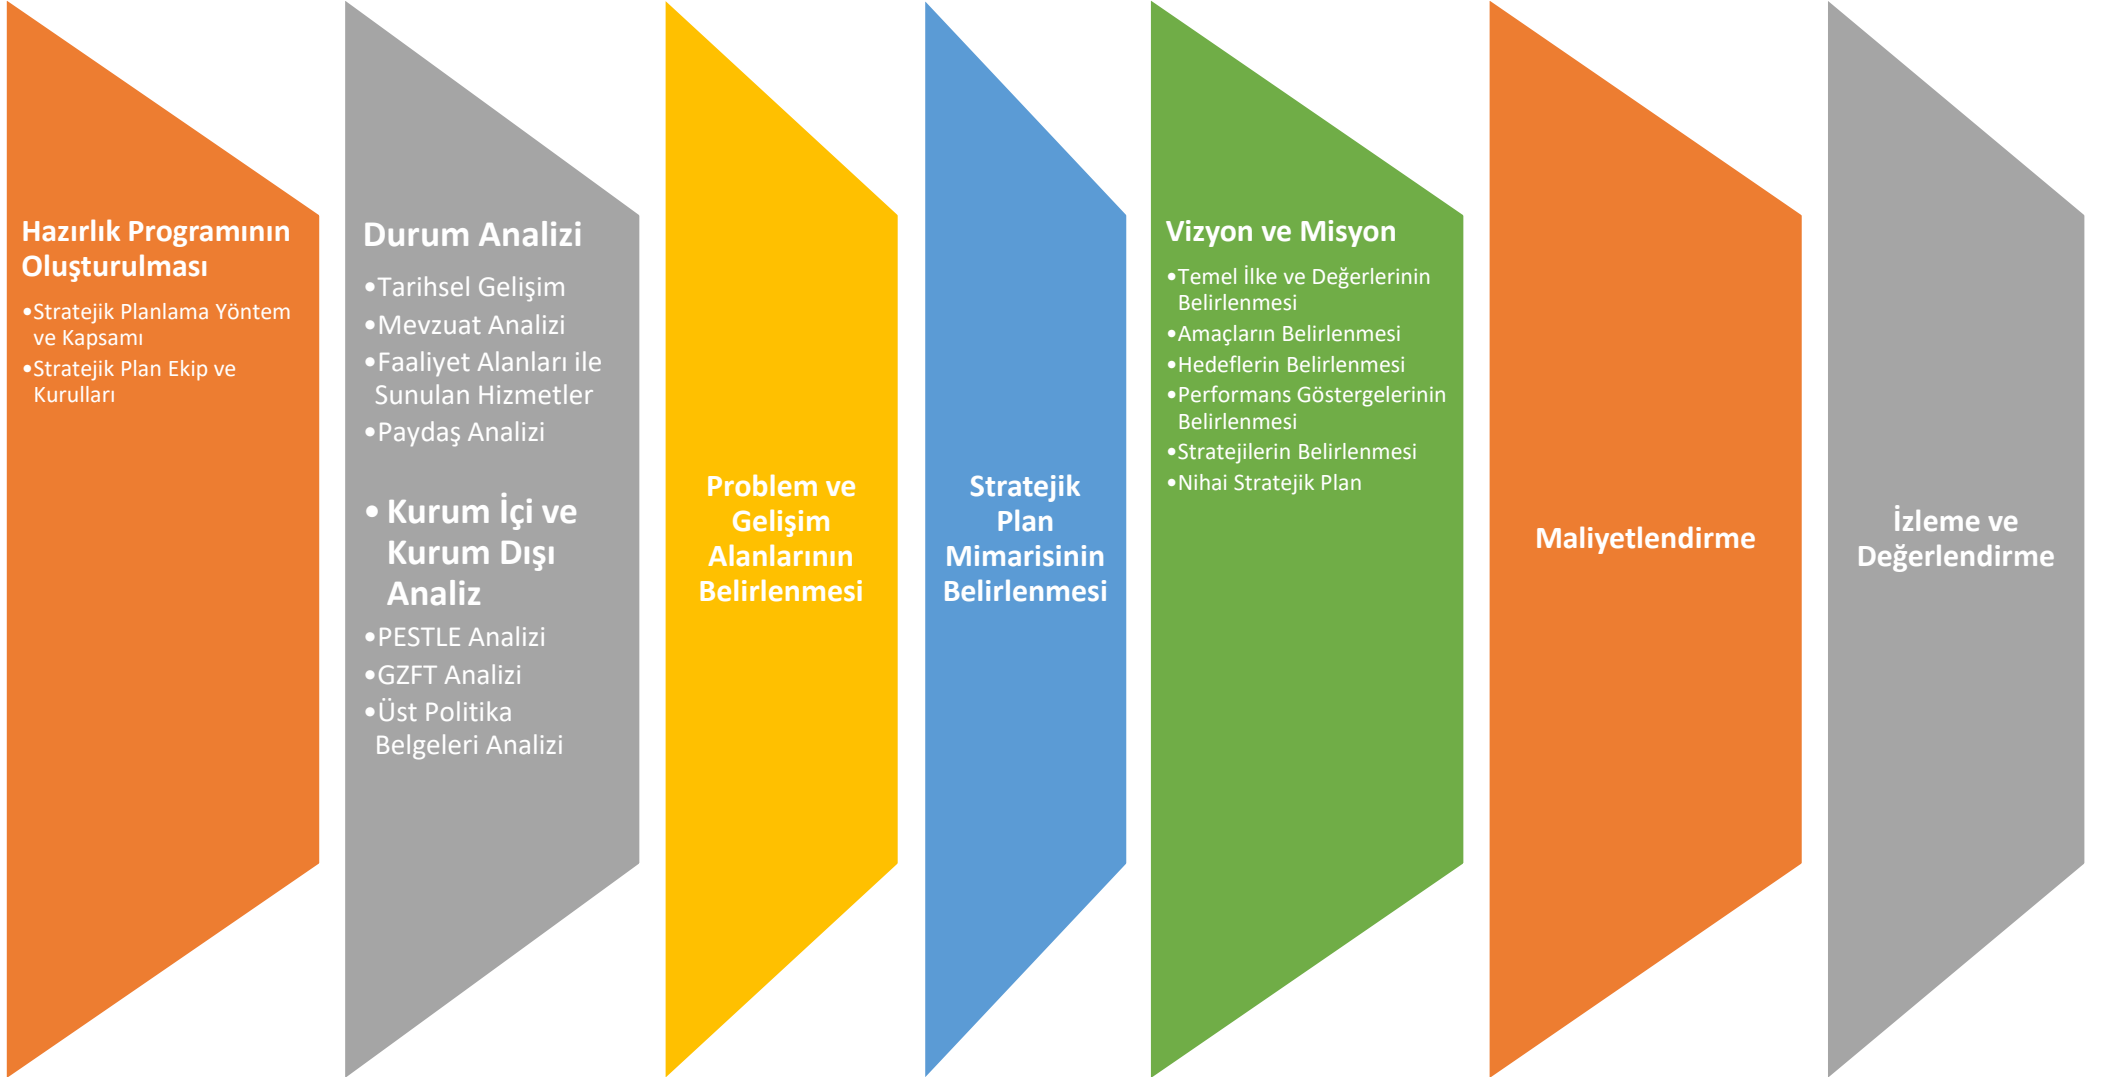 Hazırlık Programının
Oluşturulması
•Stratejik Planlama Yöntem
ve Kapsamı
•Stratejik Plan Ekip ve
Kurulları
Durum Analizi
•Tarihsel Gelişim
•Mevzuat Analizi
•Faaliyet Alanları ile
Sunulan Hizmetler
•Paydaş Analizi
• Kurum İçi ve
Kurum Dışı
Analiz
•PESTLE Analizi
•GZFT Analizi
•Üst Politika
Belgeleri Analizi
Problem ve
Gelişim
Alanlarının
Belirlenmesi
Stratejik
Plan
Mimarisinin
Belirlenmesi
Vizyon ve Misyon
•Temel İlke ve Değerlerinin
Belirlenmesi
•Amaçların Belirlenmesi
•Hedeflerin Belirlenmesi
•Performans Göstergelerinin
Belirlenmesi
•Stratejilerin Belirlenmesi
•Nihai Stratejik Plan
Maliyetlendirme
İzleme ve
Değerlendirme